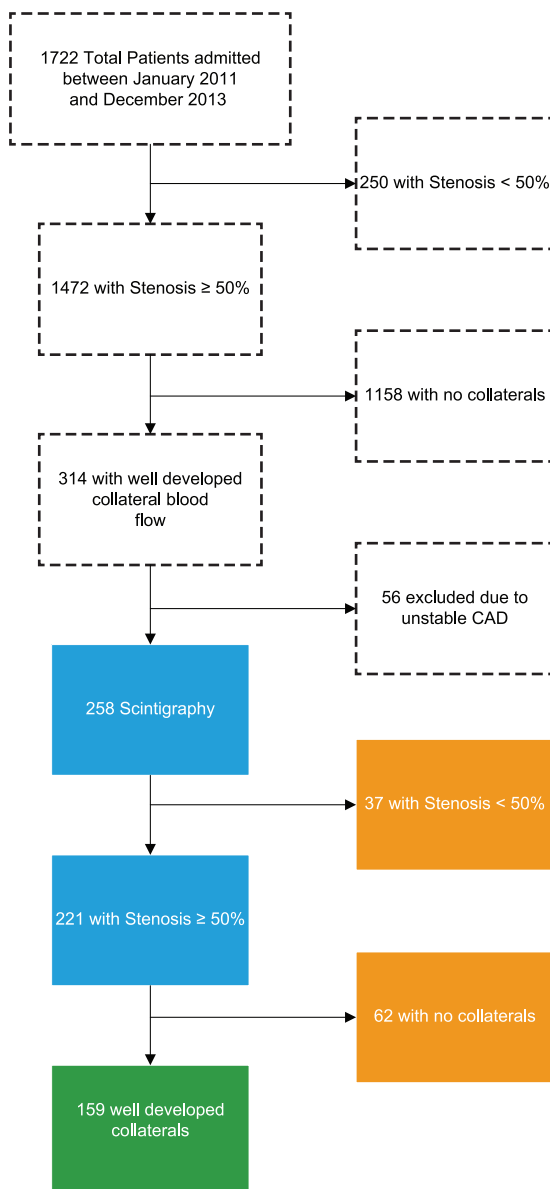 1722 Total Patients admitted
between January 2011
and December 2013
250 with Stenosis < 50%
1472 with Stenosis ≥ 50%
1158 with no collaterals
314 with well developed
collateral blood
flow
56 excluded due to
unstable CAD
258 Scintigraphy
37 with Stenosis < 50%
221 with Stenosis ≥ 50%
62 with no collaterals
159 well developed
collaterals